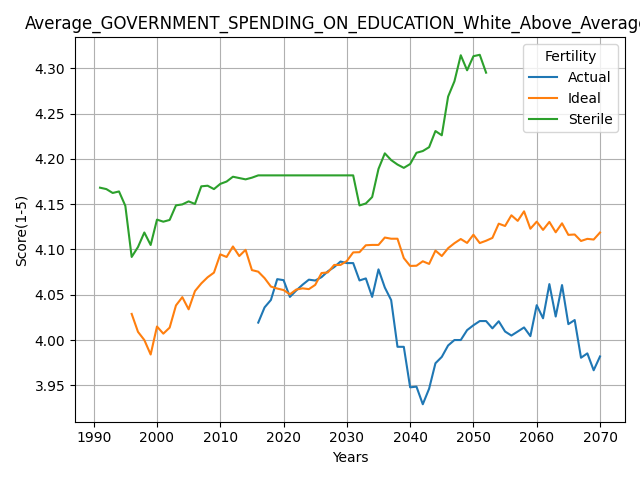 Average_GOVERNMENT_SPENDING_ON_EDUCATION_White_Above_Average
Fertility
Actual
Ideal
Sterile
Score(1-5)
4.30
4.25
4.20
4.15
4.10
4.05
4.00
3.95
1990 2000 2010 2020 2030 2040 2050 2060 2070
Years